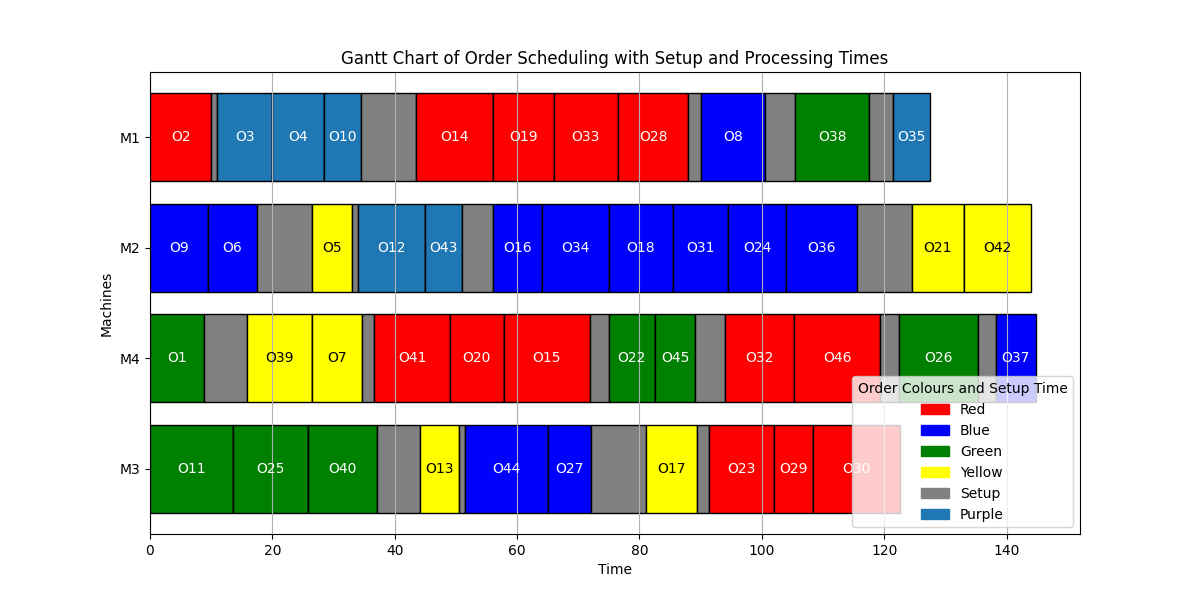 Gantt Chart of Order Scheduling with Setup and Processing Times
Machines
M1
O2 O3 O4 O10 O14 O19 O33 O28 O8 O38 O35
M2
O9 O6 O5 O12 O43 O16 O34 O18 O31 O24 O36 O21 O42
M4
O1 O39 O7 O41 O20 O15 O22 O45 O32 O46 O26 O37
M3
O11 O25 O40 O13 O44 O27 O17 O23 O29 O30
Order Colours and Setup Time
Red
Blue
Green
Yellow
Setup
Purple
0 20 40 60 80 100 120 140
Time